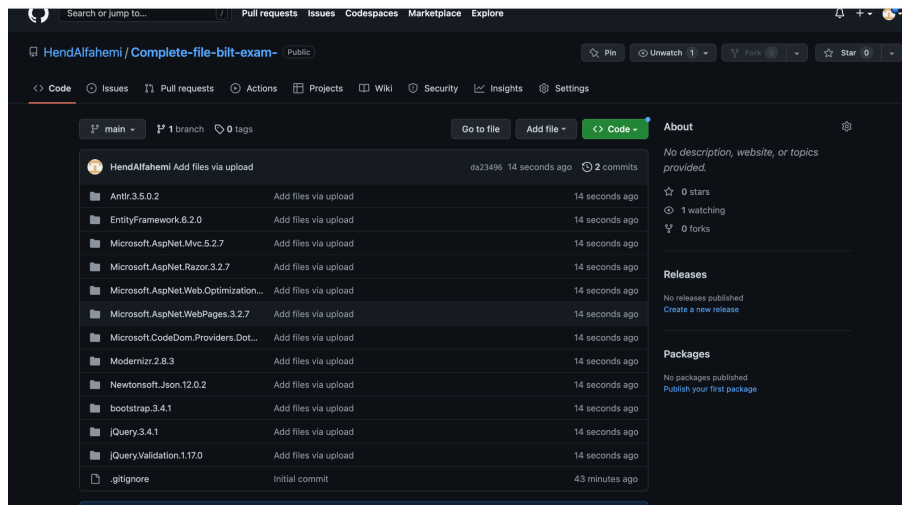 Search or jump to... / Pull requests Issues Codespaces Marketplace Explore
HendAlfahemi / Complete-file-bilt-exam- Public Pin Unwatch 1 Fork 0 Star 0
Code Issues Pull requests Actions Projects Wiki Security Insights Settings
main 1 branch 0 tags Go to file Add file Code
HendAlfahemi Add files via upload da23496 14 seconds ago 2 commits
Antlr.3.5.0.2 Add files via upload 14 seconds ago
EntityFramework.6.2.0 Add files via upload 14 seconds ago
Microsoft.AspNet.Mvc.5.2.7 Add files via upload 14 seconds ago
Microsoft.AspNet.Razor.3.2.7 Add files via upload 14 seconds ago
Microsoft.AspNet.Web.Optimization... Add files via upload 14 seconds ago
Microsoft.AspNet.WebPages.3.2.7 Add files via upload 14 seconds ago
Microsoft.CodeDom.Providers.Dot... Add files via upload 14 seconds ago
Modernizr.2.8.3 Add files via upload 14 seconds ago
Newtonsoft.Json.12.0.2 Add files via upload 14 seconds ago
bootstrap.3.4.1 Add files via upload 14 seconds ago
jQuery.3.4.1 Add files via upload 14 seconds ago
jQuery.Validation.1.17.0 Add files via upload 14 seconds ago
.gitignore Initial commit 43 minutes ago
About
No description, website, or topics
provided.
0 stars
1 watching
0 forks
Releases
No releases published
Create a new release
Packages
No packages published
Publish your first package